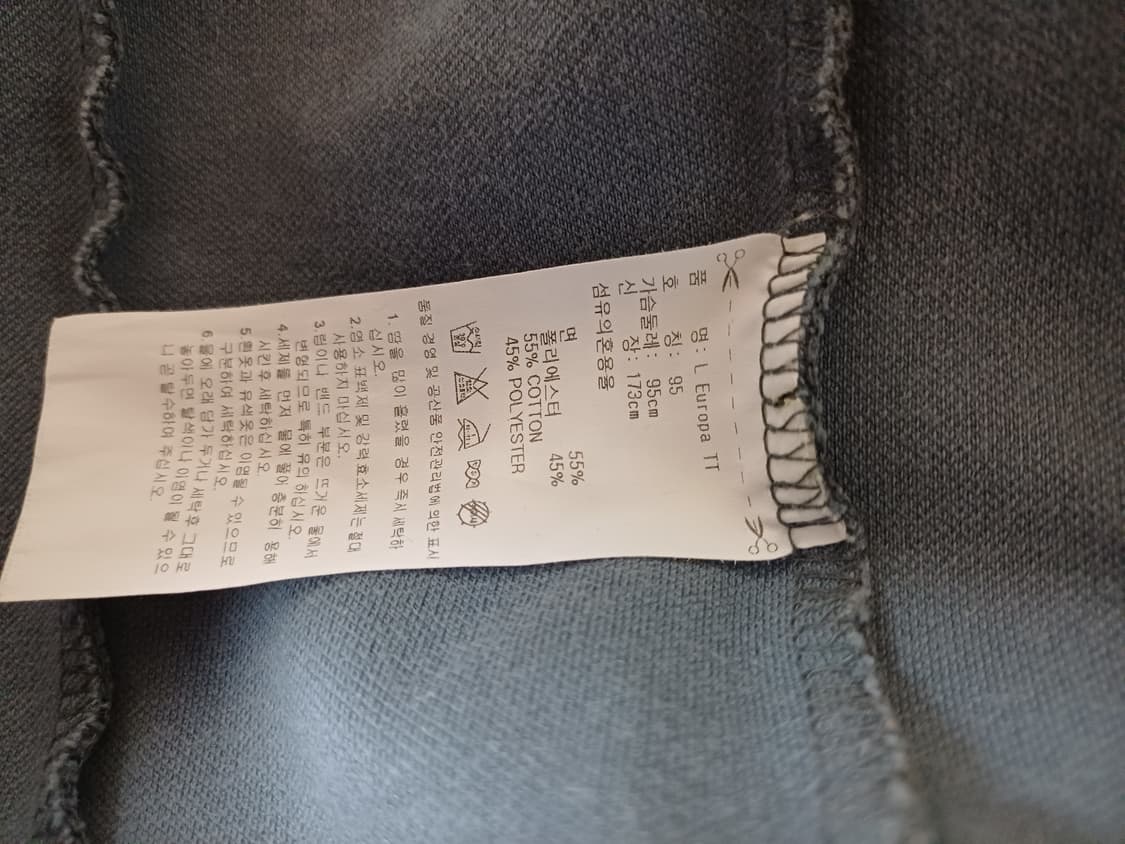 품 명: L Europa TT
호 칭: 95
가슴둘레: 95cm
신 장: 173cm
섬유의혼용율
면 55%
폴리에스터 45%
55% COTTON
45% POLYESTER
품질 경영 및 공산품 안전관리법에 의한 표시
1. 땀을 많이 흘렸을 경우 즉시 세탁하
십시오.
2.염소 표백제 및 강력효소세제는 절대
사용하지 마십시오.
3.립이나 밴드 부분은 뜨거운 물에서
변형되므로 특히 유의 하십시오.
4.세제를 먼저 물에 풀어 충분히 용해
시킨후 세탁하십시오.
5.흰옷과 유색옷은 이염될 수 있으므로
구분하여 세탁하십시오.
6.물에 오래 담가 두거나 세탁후 그대로
놓아두면 탈색이나 이염이 될 수 있으
니 곧 탈수하여 주십시오